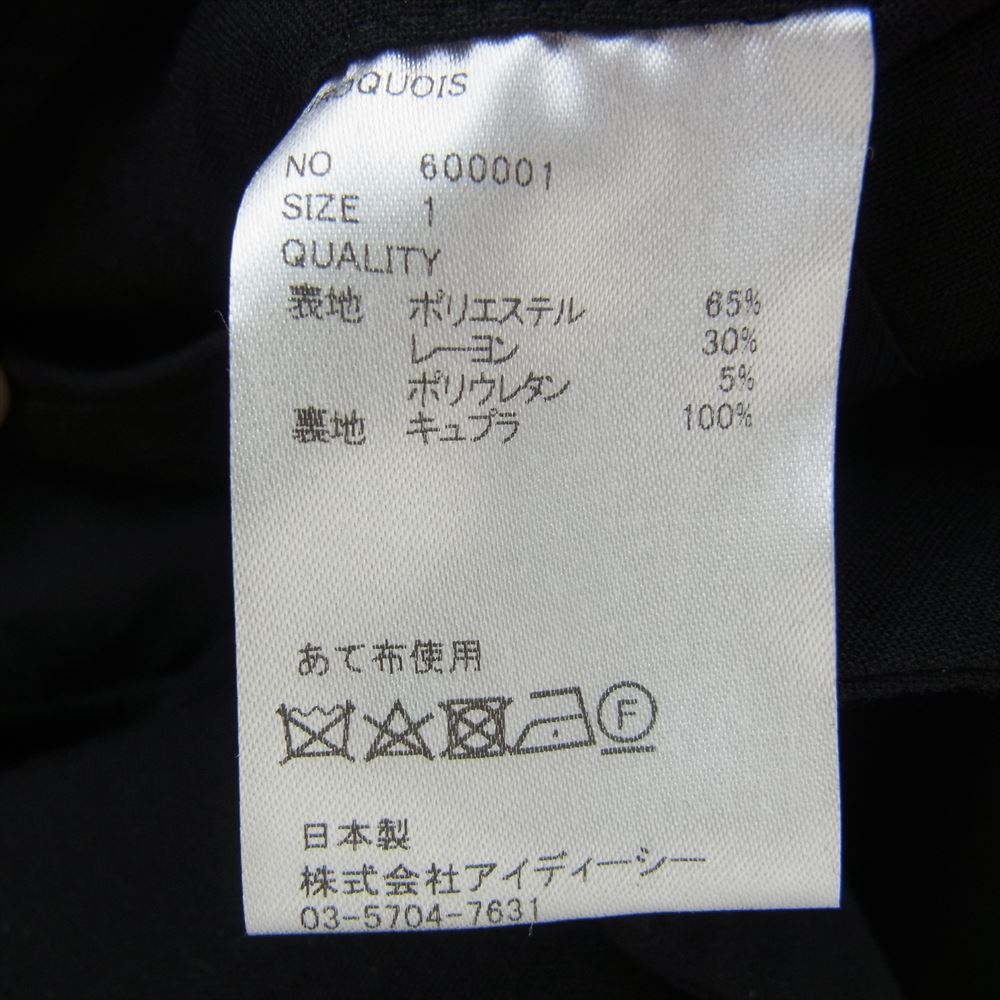 ROQUOIS
NO 600001
SIZE 1
QUALITY
表地 ポリエステル 65%
レーヨン 30%
ポリウレタン 5%
裏地 キュプラ 100%
あて布使用
F
日本製
株式会社アイディーシー
03-5704-7631